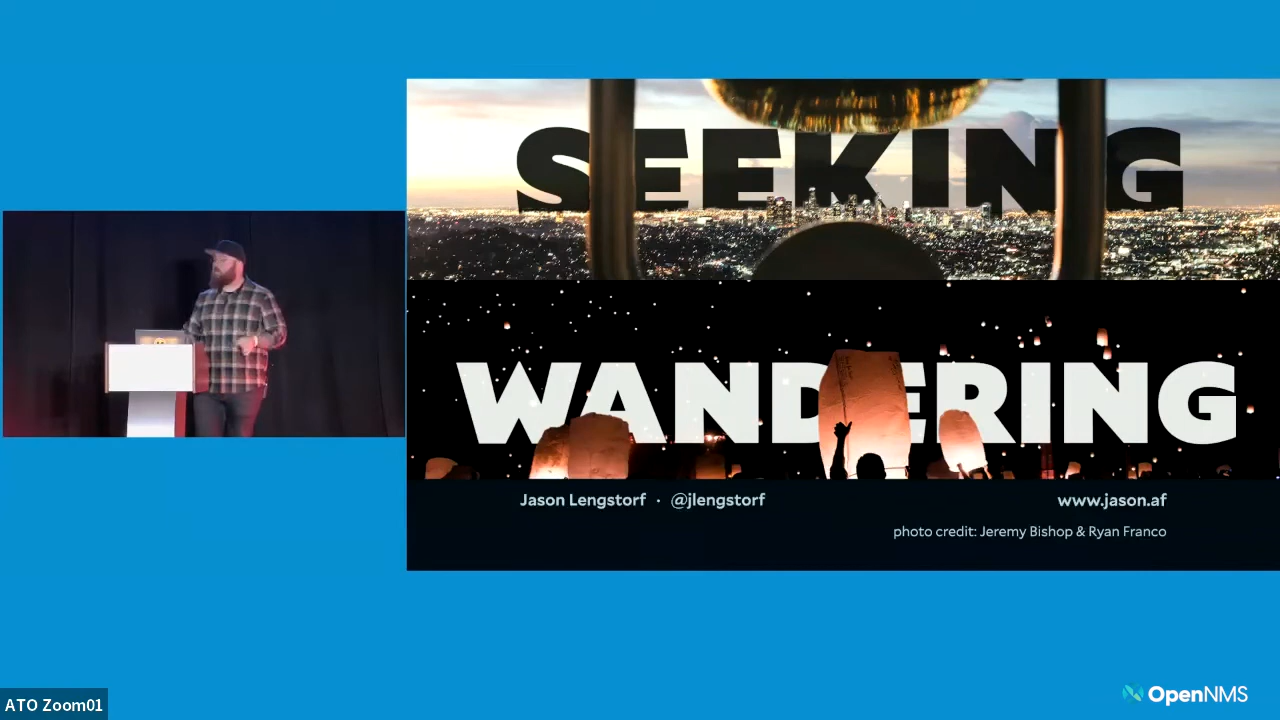 SEEKING
WANDERING
Jason Lengstorf · @jlengstorf
www.jason.af
photo credit: Jeremy Bishop & Ryan Franco
OpenNMS
ATO Zoom01